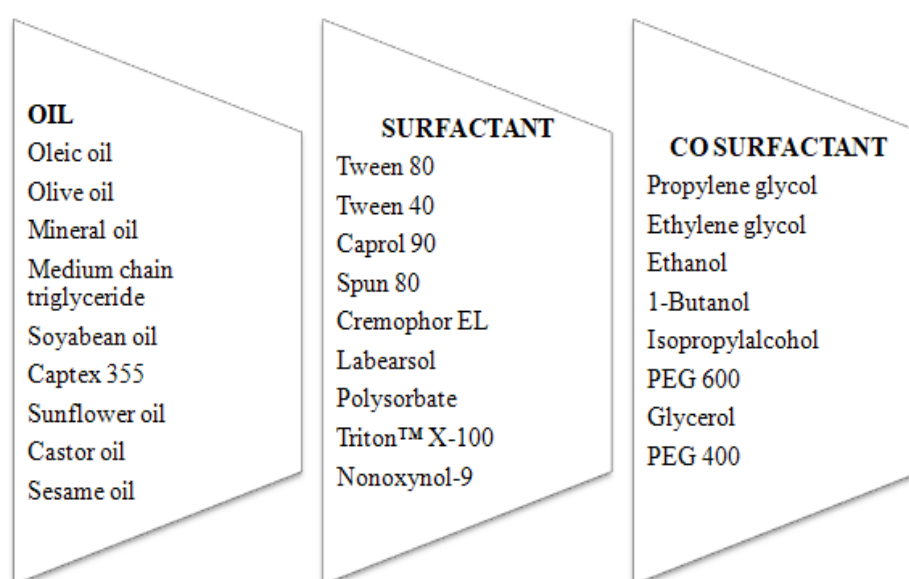 OIL
Oleic oil
Olive oil
Mineral oil
Medium chain
triglyceride
Soyabean oil
Captex 355
Sunflower oil
Castor oil
Sesame oil
SURFACTANT
Tween 80
Tween 40
Caprol 90
Spun 80
Cremophor EL
Labearsol
Polysorbate
Triton™ X-100
Nonoxynol-9
CO SURFACTANT
Propylene glycol
Ethylene glycol
Ethanol
1-Butanol
Isopropylalcohol
PEG 600
Glycerol
PEG 400